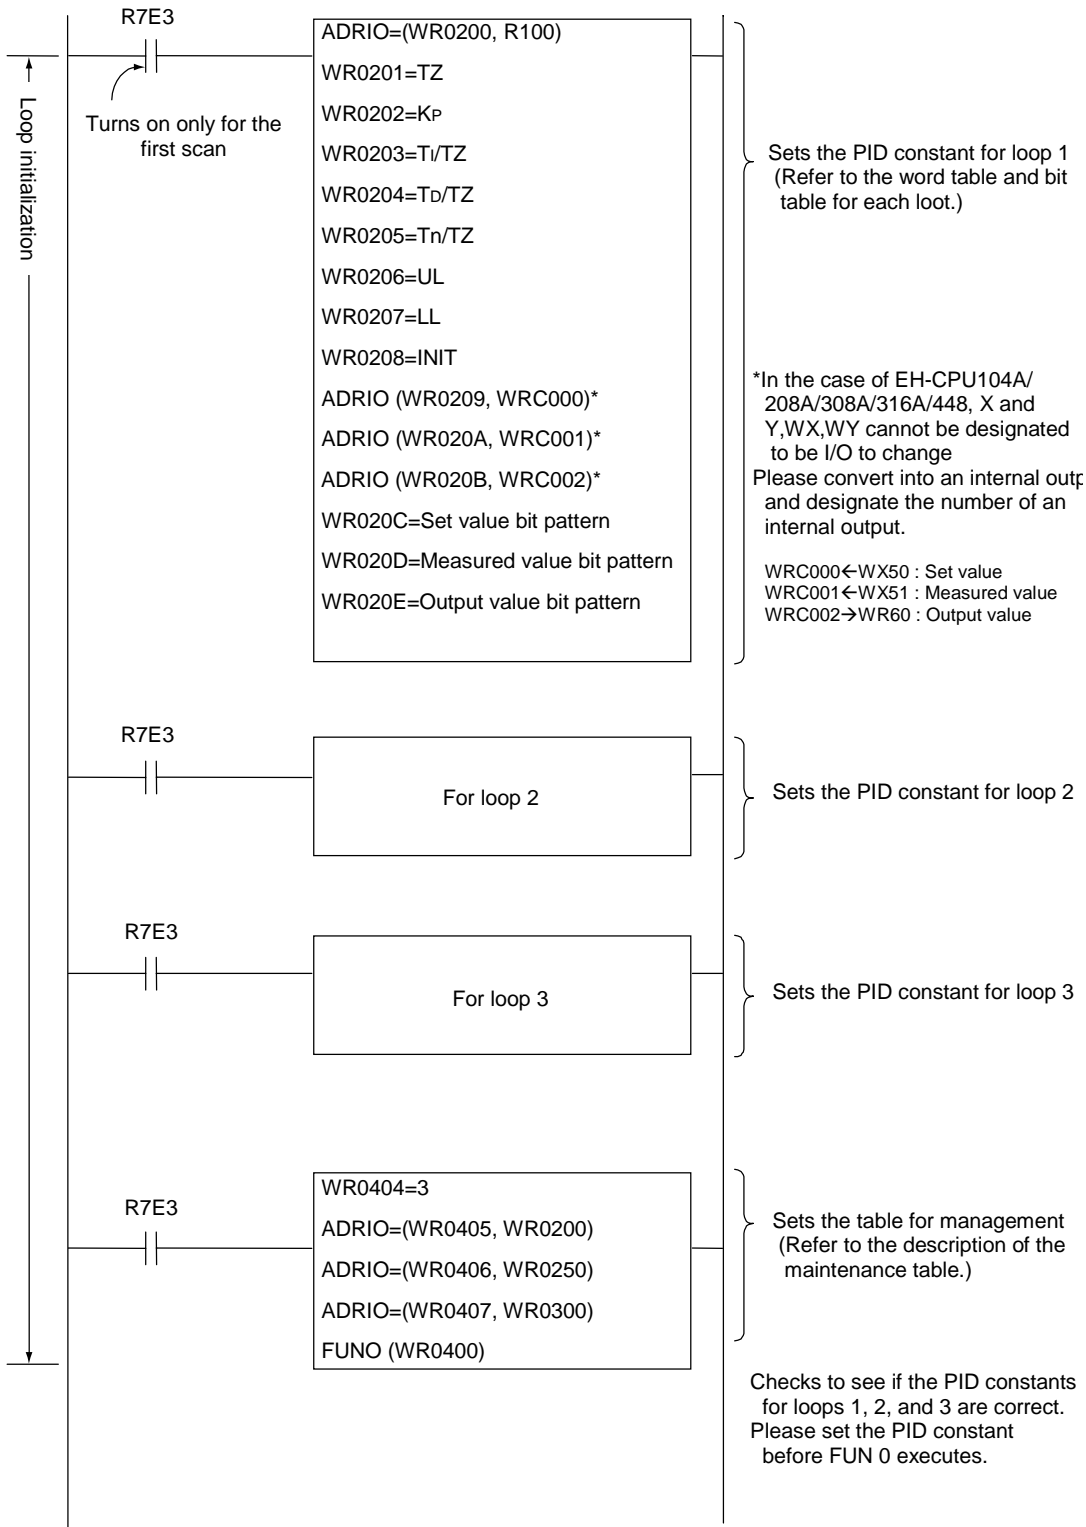 R7E3
Loop initialization
Turns on only for the
first scan
ADRIO=(WR0200, R100)
WR0201=TZ
WR0202=KP
WR0203=TI/TZ
WR0204=TD/TZ
WR0205=Tn/TZ
WR0206=UL
WR0207=LL
WR0208=INIT
ADRIO (WR0209, WRC000)*
ADRIO (WR020A, WRC001)*
ADRIO (WR020B, WRC002)*
WR020C=Set value bit pattern
WR020D=Measured value bit pattern
WR020E=Output value bit pattern
Sets the PID constant for loop 1
(Refer to the word table and bit
table for each loot.)
*In the case of EH-CPU104A/
208A/308A/316A/448, X and
Y,WX,WY cannot be designated
to be I/O to change
Please convert into an internal outp
and designate the number of an
internal output.
WRC000←WX50 : Set value
WRC001←WX51 : Measured value
WRC002→WR60 : Output value
R7E3
For loop 2
Sets the PID constant for loop 2
R7E3
For loop 3
Sets the PID constant for loop 3
R7E3
WR0404=3
ADRIO=(WR0405, WR0200)
ADRIO=(WR0406, WR0250)
ADRIO=(WR0407, WR0300)
FUNO (WR0400)
Sets the table for management
(Refer to the description of the
maintenance table.)
Checks to see if the PID constants
for loops 1, 2, and 3 are correct.
Please set the PID constant
before FUN 0 executes.